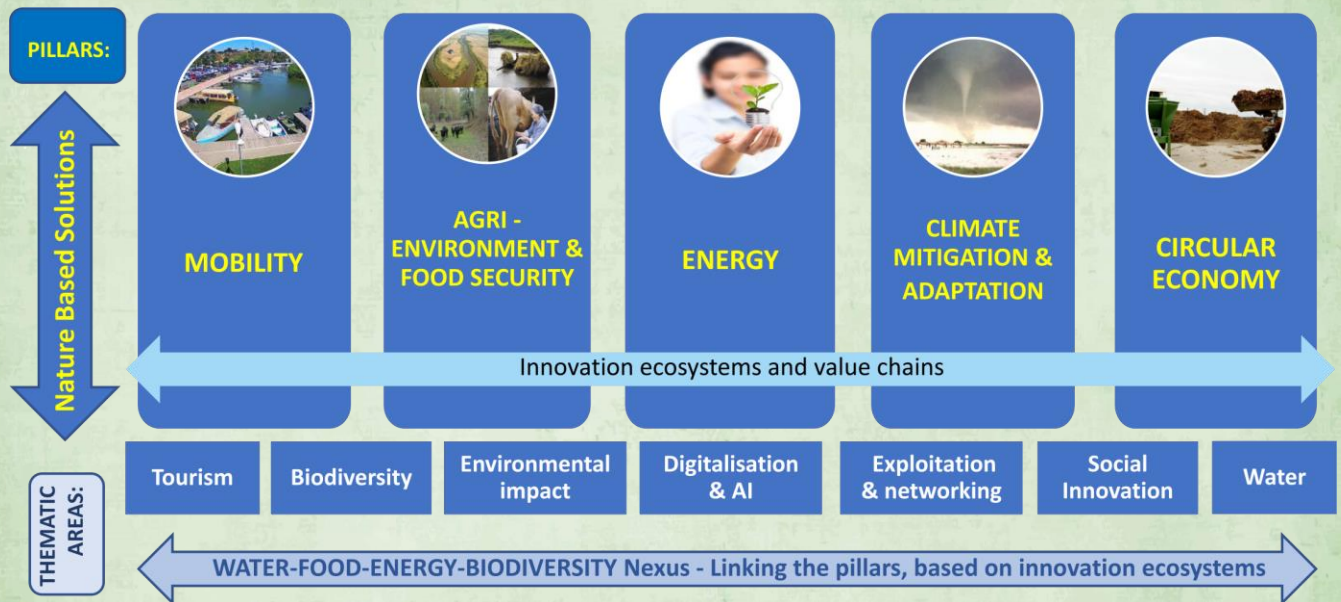 PILLARS:
MOBILITY
AGRI -
ENVIRONMENT &
FOOD SECURITY
ENERGY
CLIMATE
MITIGATION &
ADAPTATION
CIRCULAR
ECONOMY
Nature Based Solutions
Innovation ecosystems and value chains
THEMATIC
AREAS:
Tourism
Biodiversity
Environmental
impact
Digitalisation
& AI
Exploitation
& networking
Social
Innovation
Water
WATER-FOOD-ENERGY-BIODIVERSITY Nexus - Linking the pillars, based on innovation ecosystems